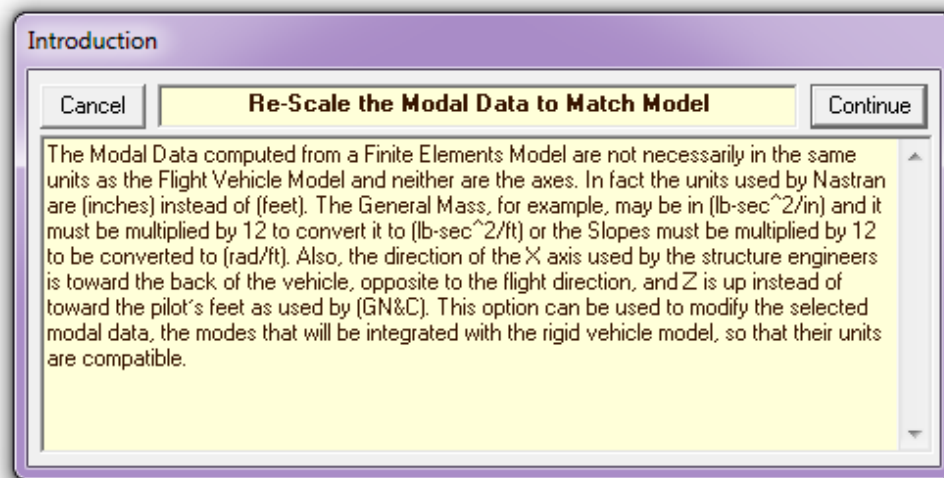 Introduction
Cancel
Re-Scale the Modal Data to Match Model
Continue
The Modal Data computed from a Finite Elements Model are not necessarily in the same
units as the Flight Vehicle Model and neither are the axes. In fact the units used by Nastran
are (inches) instead of (feet). The General Mass, for example, may be in (lb-sec^2/in) and it
must be multiplied by 12 to convert it to (lb-sec^2/ft) or the Slopes must be multiplied by 12
to be converted to (rad/ft). Also, the direction of the X axis used by the structure engineers
is toward the back of the vehicle, opposite to the flight direction, and Z is up instead of
toward the pilot's feet as used by (GN&C). This option can be used to modify the selected
modal data, the modes that will be integrated with the rigid vehicle model, so that their units
are compatible.